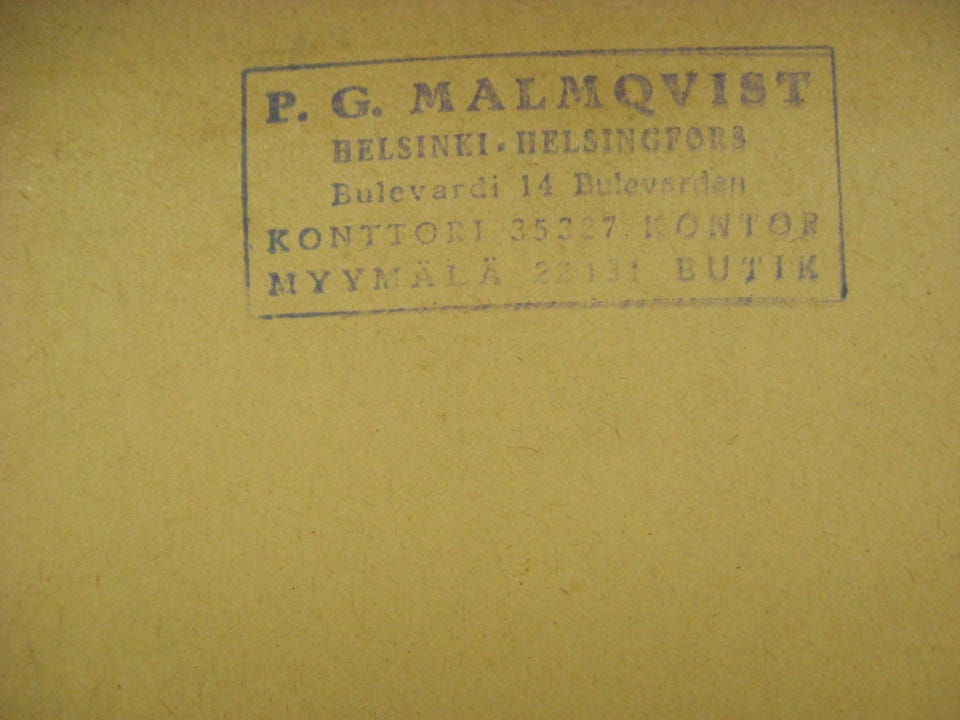 P. G. MALMQVIST
HELSINKI - HELSINGFORS
Bulevardi 14 Bulevarden
KONTTORI 35327 KONTOR
MYYMÄLÄ 22131 BUTIK